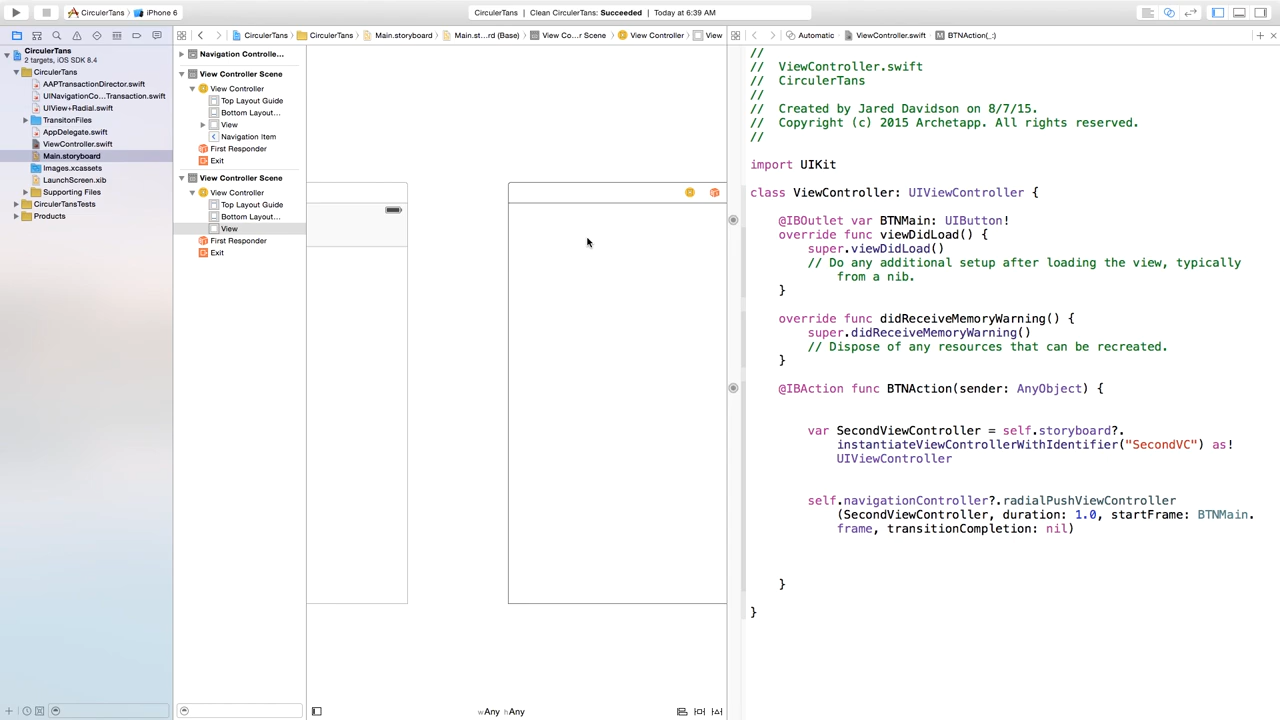 CirculerTans
iPhone 6
CirculerTans | Clean CirculerTans: Succeeded | Today at 6:39 AM
CirculerTans
CirculerTans
Main.storyboard
Main.st...rd (Base)
View Co...r Scene
View Controller
View
Automatic
ViewController.swift
BTNAction(_:)
CirculerTans
2 targets, iOS SDK 8.4
CirculerTans
AAPTransactionDirector.swift
UINavigationCo...Transaction.swift
UIView+Radial.swift
TransitonFiles
AppDelegate.swift
ViewController.swift
Main.storyboard
Images.xcassets
LaunchScreen.xib
Supporting Files
CirculerTansTests
Products
Navigation Controlle...
View Controller Scene
View Controller
Top Layout Guide
Bottom Layout...
View
Navigation Item
First Responder
Exit
View Controller Scene
View Controller
Top Layout Guide
Bottom Layout...
View
First Responder
Exit
wAny hAny
//
// ViewController.swift
// CirculerTans
//
// Created by Jared Davidson on 8/7/15.
// Copyright (c) 2015 Archetapp. All rights reserved.
//
import UIKit
class ViewController: UIViewController {
@IBOutlet var BTNMain: UIButton!
override func viewDidLoad() {
super.viewDidLoad()
// Do any additional setup after loading the view, typically
from a nib.
}
override func didReceiveMemoryWarning() {
super.didReceiveMemoryWarning()
// Dispose of any resources that can be recreated.
}
@IBAction func BTNAction(sender: AnyObject) {
var SecondViewController = self.storyboard?.
instantiateViewControllerWithIdentifier("SecondVC") as!
UIViewController
self.navigationController?.radialPushViewController
(SecondViewController, duration: 1.0, startFrame: BTNMain.
frame, transitionCompletion: nil)
}
}